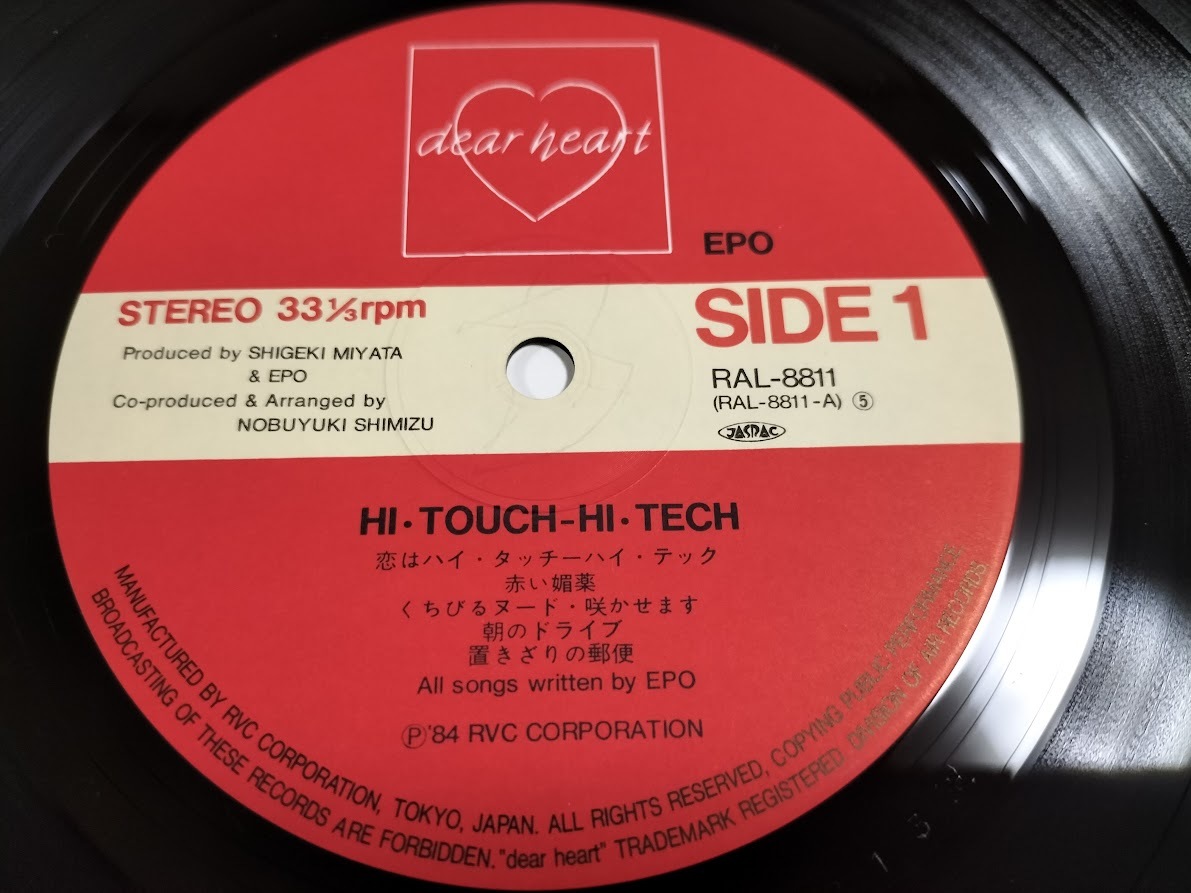 dear heart
EPO
STEREO 33⅓rpm
Produced by SHIGEKI MIYATA
& EPO
Co-produced & Arranged by
NOBUYUKI SHIMIZU
SIDE 1
RAL-8811
(RAL-8811-A) ⑤
JASRAC
HI・TOUCH-HI・TECH
恋はハイ・タッチーハイ・テック
赤い媚薬
くちびるヌード・咲かせます
朝のドライブ
置きざりの郵便
All songs written by EPO
Ⓟ'84 RVC CORPORATION
MANUFACTURED BY RVC CORPORATION, TOKYO, JAPAN. ALL RIGHTS RESERVED, COPYING PUBLIC PERFORMANCE
BROADCASTING OF THESE RECORDS ARE FORBIDDEN. "dear heart" TRADEMARK REGISTERED. DIVISION OF AIR RECORDS